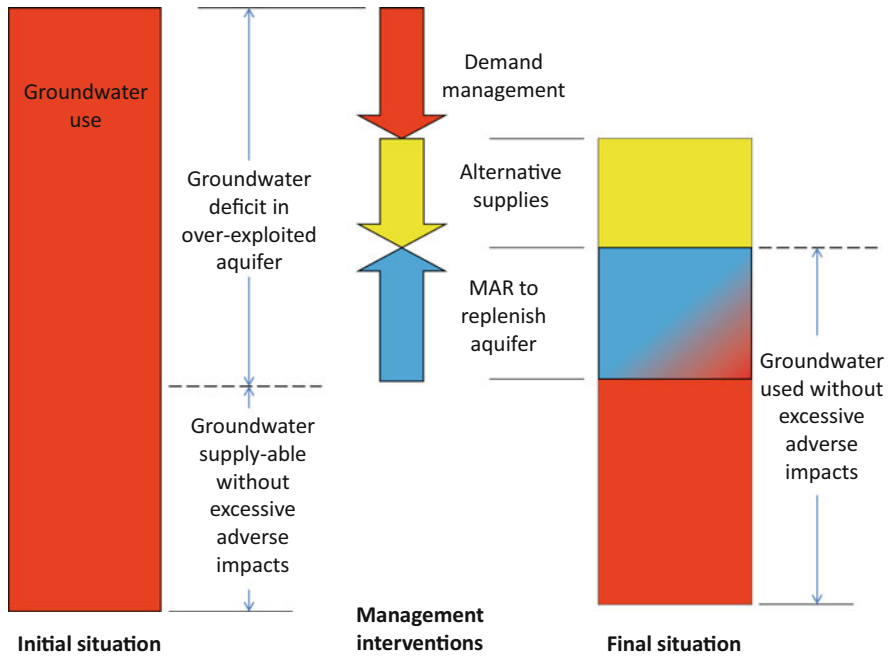 Groundwater
use
Groundwater
deficit in
over-exploited
aquifer
Groundwater
supply-able
without
excessive
adverse
impacts
Initial situation
Demand
management
Alternative
supplies
MAR to
replenish
aquifer
Management
interventions
Groundwater
used without
excessive
adverse
impacts
Final situation